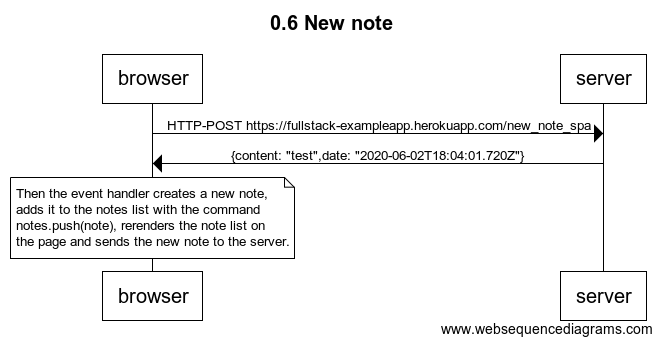 0.6 New note
browser
server
HTTP-POST https://fullstack-exampleapp.herokuapp.com/new_note_spa
{content: "test",date: "2020-06-02T18:04:01.720Z"}
Then the event handler creates a new note,
adds it to the notes list with the command
notes.push(note), rerenders the note list on
the page and sends the new note to the server.
browser
server
www.websequencediagrams.com